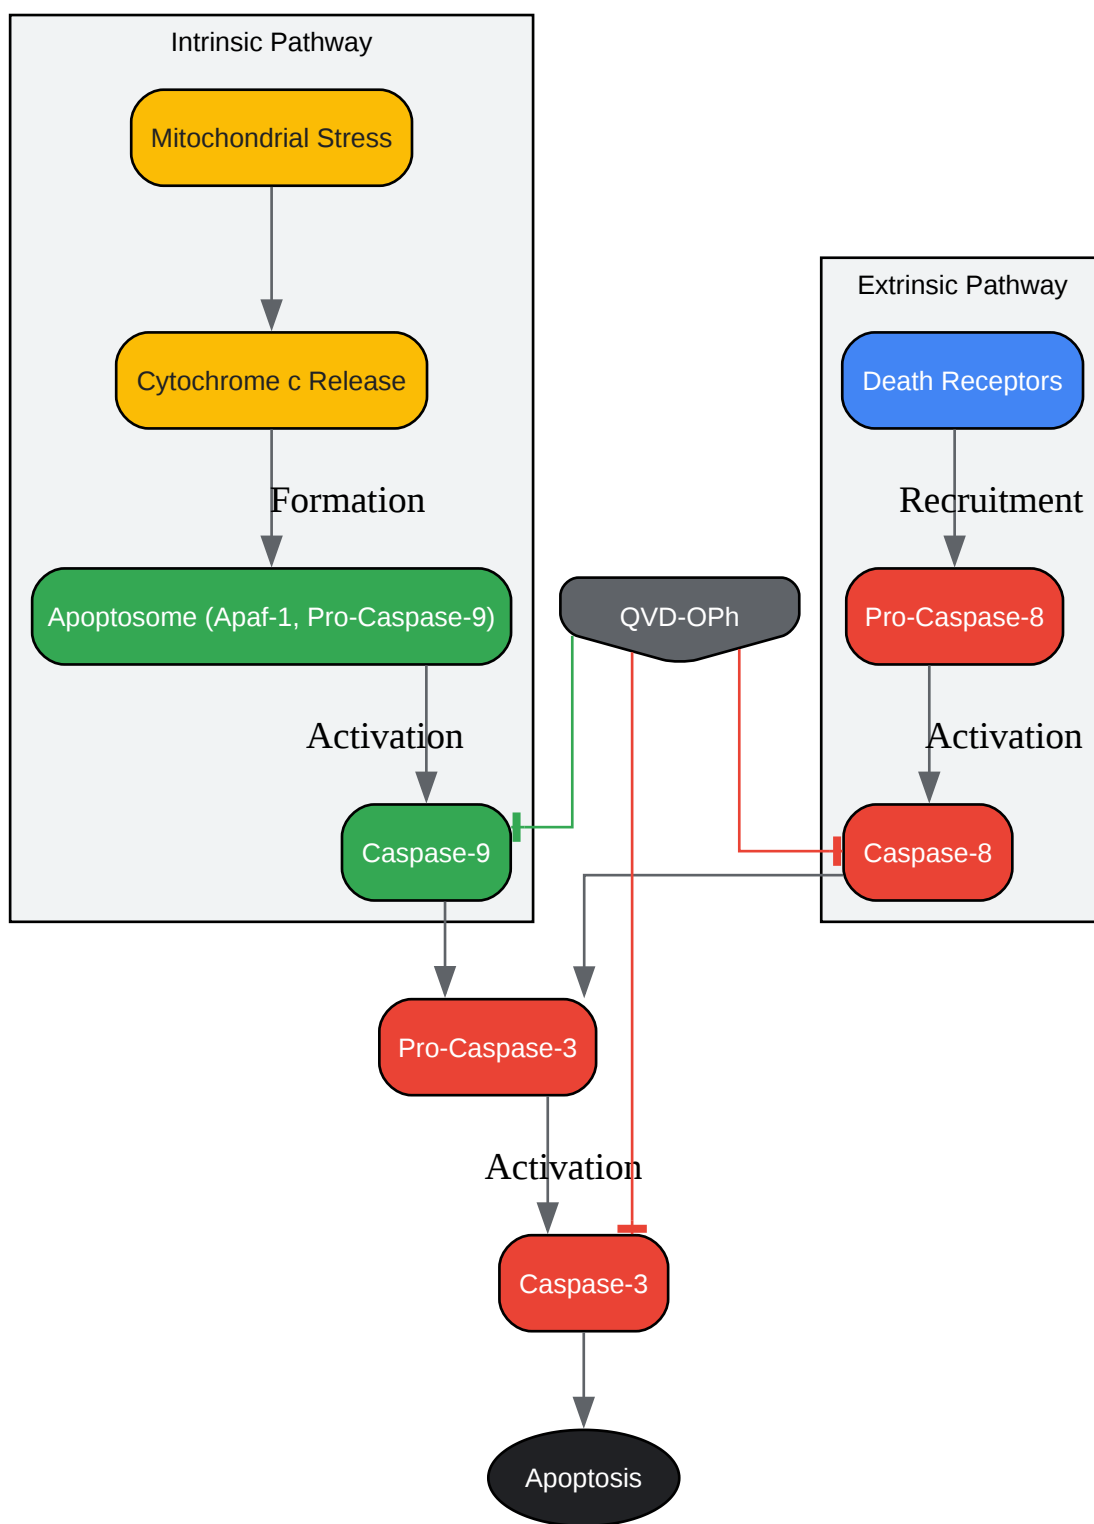 Intrinsic Pathway
Mitochondrial Stress
Extrinsic Pathway
Cytochrome c Release
Death Receptors
Formation
Recruitment
Apoptosome (Apaf-1, Pro-Caspase-9)
QVD-OPh
Pro-Caspase-8
Activation
Activation
Caspase-9
Caspase-8
Pro-Caspase-3
Activation
Caspase-3
Apoptosis